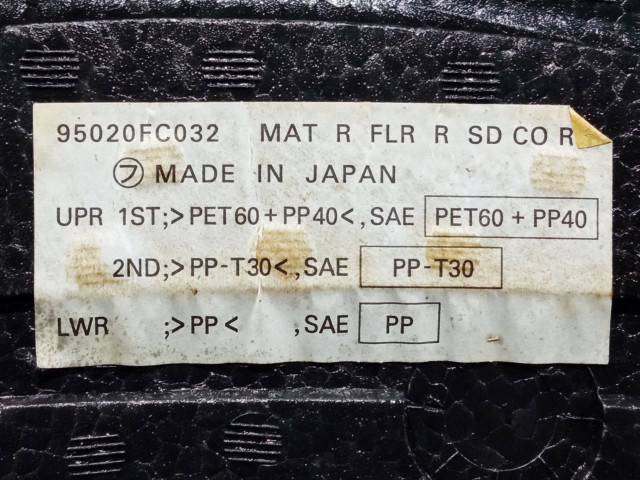 95020FC032 MAT R FLR R SD CO R
㋫ MADE IN JAPAN
UPR 1ST;>PET60+PP40<,SAE PET60+PP40
2ND;>PP-T30<,SAE PP-T30
LWR ;>PP< ,SAE PP